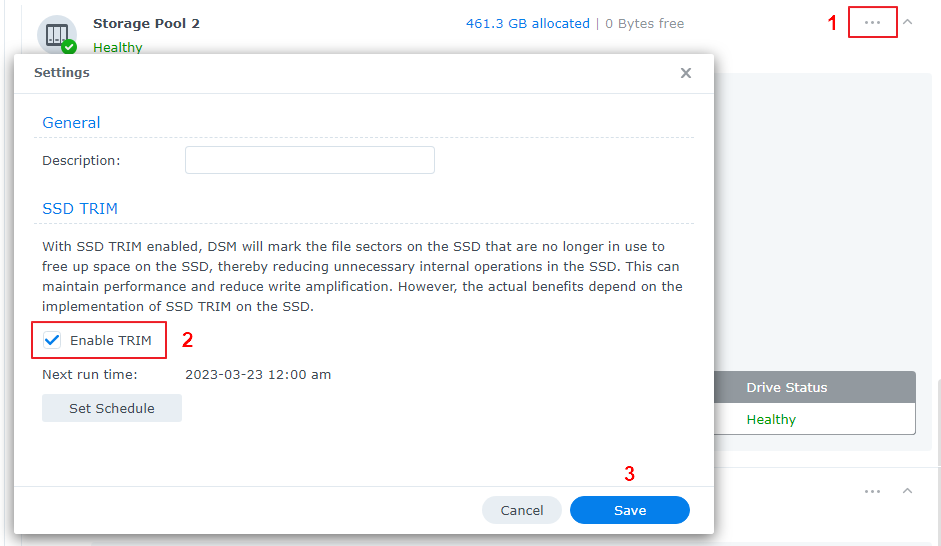 Storage Pool 2
461.3 GB allocated | 0 Bytes free
1
Healthy
Settings
General
Description:
SSD TRIM
With SSD TRIM enabled, DSM will mark the file sectors on the SSD that are no longer in use to
free up space on the SSD, thereby reducing unnecessary internal operations in the SSD. This can
maintain performance and reduce write amplification. However, the actual benefits depend on the
implementation of SSD TRIM on the SSD.
Enable TRIM
2
Next run time: 2023-03-23 12:00 am
Set Schedule
Drive Status
Healthy
3
Cancel
Save